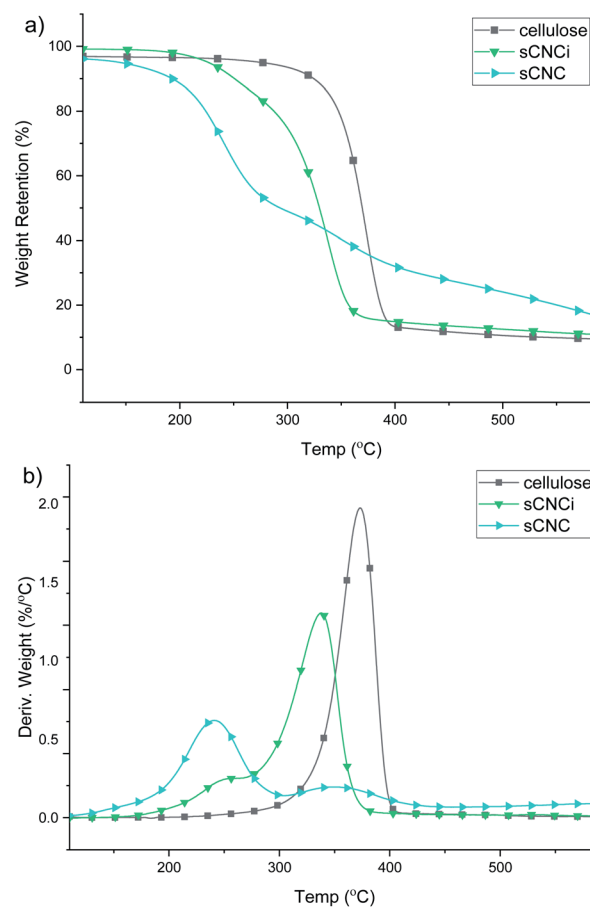 a)
cellulose
sCNCi
sCNC
100
80
60
40
20
0
Weight Retention (%)
200
300
400
500
Temp (°C)
b)
cellulose
sCNCi
sCNC
2.0
1.5
1.0
0.5
0.0
Deriv. Weight (%/°C)
200
300
400
500
Temp (°C)